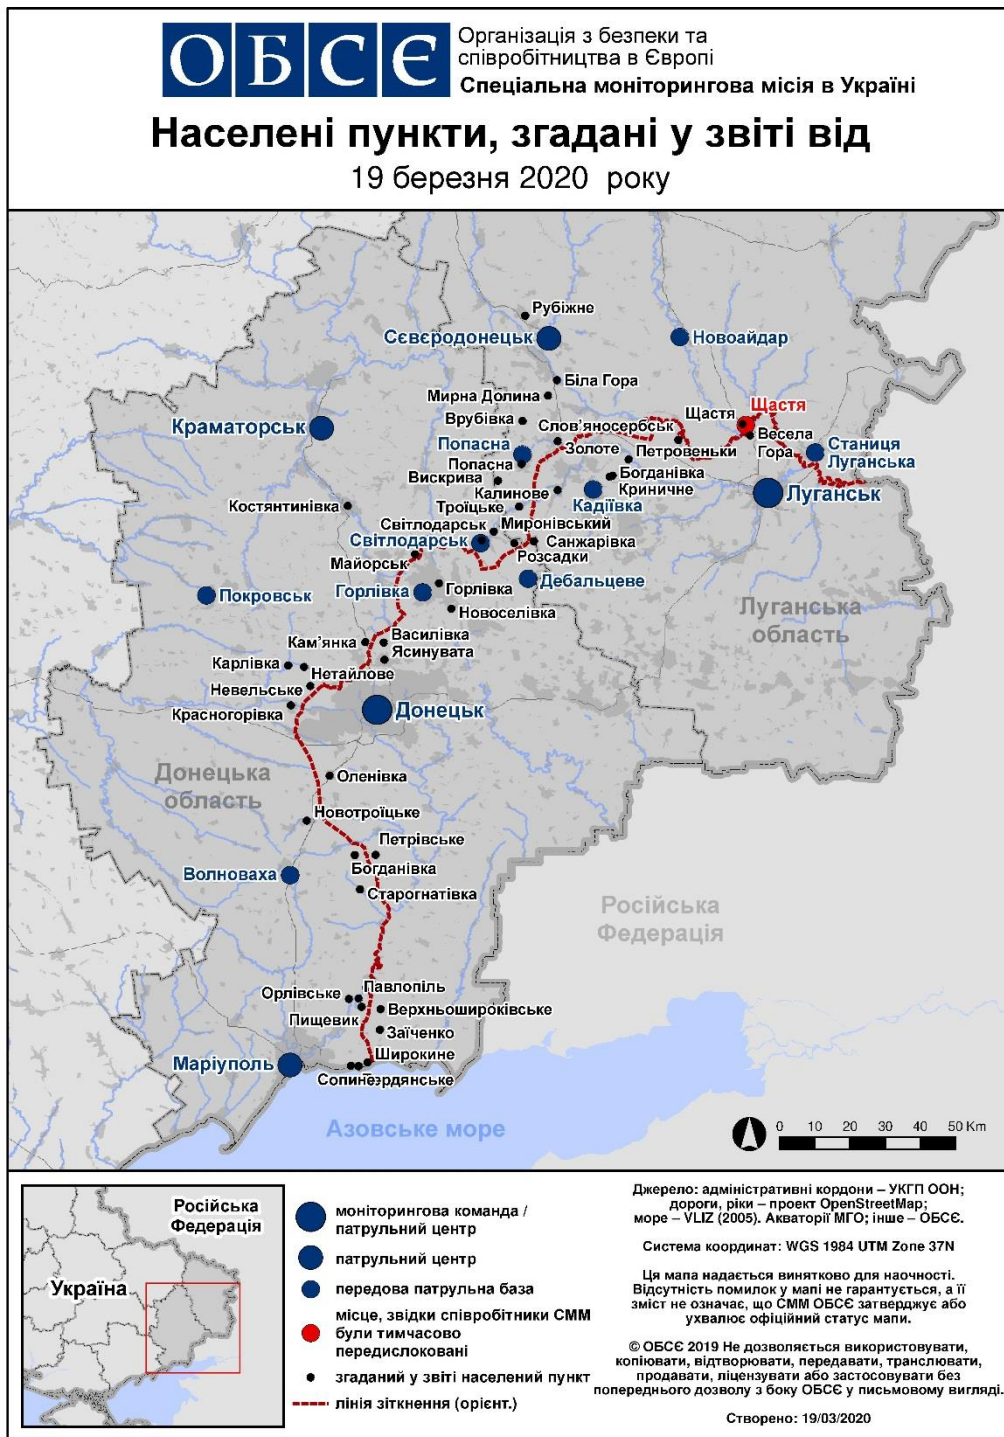 ОБСЄ
Організація з безпеки та
співробітництва в Європі
Спеціальна моніторингова місія в Україні
Населені пункти, згадані у звіті від
19 березня 2020 року
Рубіжне
Сєвєродонецьк
Новоайдар
Біла Гора
Мирна Долина
Врубівка
Щастя
Щастя
Краматорськ
Слов’яносербськ
Весела
Гора
Попасна
Золоте
Петровеньки
Станиця
Луганська
Попасна
Вискрива
Богданівка
Криничне
Калинове
Кадіївка
Луганськ
Костянтинівка
Троїцьке
Світлодарськ
Миронівський
Світлодарськ
Санжарівка
Розсадки
Майорськ
Дебальцеве
Горлівка
Горлівка
Покровськ
Новоселівка
Луганська
область
Кам’янка
Василівка
Ясинувата
Карлівка
Нетайлове
Невельське
Красногорівка
Донецьк
Донецька
область
Оленівка
Новотроїцьке
Петрівське
Богданівка
Волноваха
Старогнатівка
Російська
Федерація
Павлопіль
Орлівське
Пищевик
Верхньошироківське
Заїченко
Широкине
Маріуполь
Сопине
рдянське
Азовське море
0 10 20 30 40 50 Km
Російська
Федерація
Україна
моніторингова команда /
патрульний центр
патрульний центр
передова патрульна база
місце, звідки співробітники СММ
були тимчасово
передислоковані
згаданий у звіті населений пункт
лінія зіткнення (орієнт.)
Джерело: адміністративні кордони – УКГП ООН;
дороги, ріки – проект OpenStreetMap;
море – VLIZ (2005). Акваторії МГО; інше – ОБСЄ.
Система координат: WGS 1984 UTM Zone 37N
Ця мапа надається винятково для наочності.
Відсутність помилок у мапі не гарантується, а її
зміст не означає, що СММ ОБСЄ затверджує або
ухвалює офіційний статус мапи.
© ОБСЄ 2019 Не дозволяється використовувати,
копіювати, відтворювати, передавати, транслювати,
продавати, ліцензувати або застосовувати без
попереднього дозволу з боку ОБСЄ у письмовому вигляді.
Створено: 19/03/2020